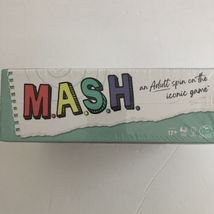 M.A.S.H.
an Adult spin on the
iconic game
17+